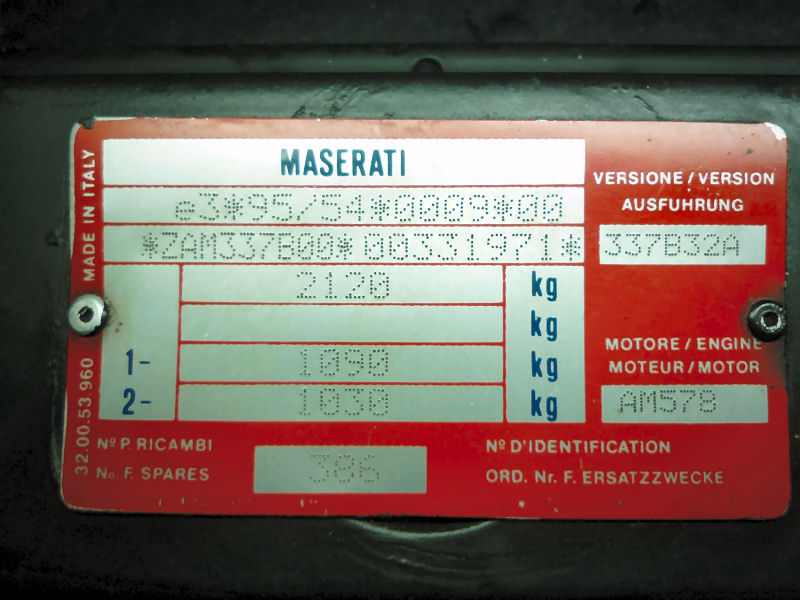 MASERATI
e3*95/54*0009*00
*ZAM337B00*00331971*
2120 kg
kg
1- 1090 kg
2- 1030 kg
VERSIONE / VERSION
AUSFUHRUNG
337B32A
MOTORE / ENGINE
MOTEUR / MOTOR
AM578
Nº P. RICAMBI
No. F. SPARES
386
Nº D'IDENTIFICATION
ORD. Nr. F. ERSATZZWECKE
MADE IN ITALY
32.00.53.960